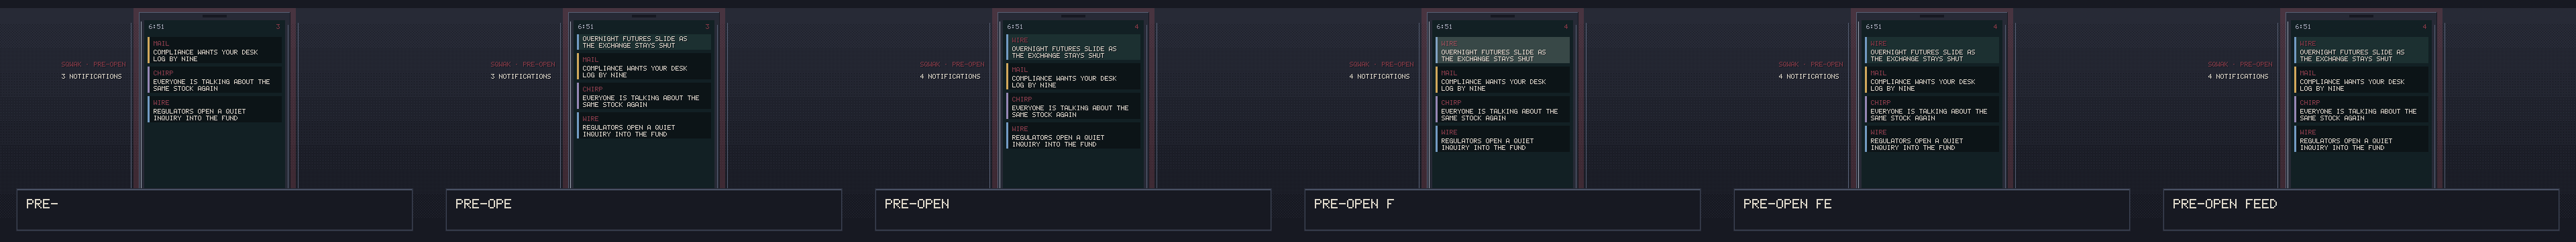 6:51 3
MAIL
COMPLIANCE WANTS YOUR DESK
LOG BY NINE
CHIRP
EVERYONE IS TALKING ABOUT THE
SAME STOCK AGAIN
WIRE
REGULATORS OPEN A QUIET
INQUIRY INTO THE FUND
SQWAK - PRE-OPEN
3 NOTIFICATIONS
PRE-
6:51 3
OVERNIGHT FUTURES SLIDE AS
THE EXCHANGE STAYS SHUT
MAIL
COMPLIANCE WANTS YOUR DESK
LOG BY NINE
CHIRP
EVERYONE IS TALKING ABOUT THE
SAME STOCK AGAIN
WIRE
REGULATORS OPEN A QUIET
INQUIRY INTO THE FUND
SQWAK - PRE-OPEN
3 NOTIFICATIONS
PRE-OPE
6:51 4
WIRE
OVERNIGHT FUTURES SLIDE AS
THE EXCHANGE STAYS SHUT
MAIL
COMPLIANCE WANTS YOUR DESK
LOG BY NINE
CHIRP
EVERYONE IS TALKING ABOUT THE
SAME STOCK AGAIN
WIRE
REGULATORS OPEN A QUIET
INQUIRY INTO THE FUND
SQWAK - PRE-OPEN
4 NOTIFICATIONS
PRE-OPEN
6:51 4
WIRE
OVERNIGHT FUTURES SLIDE AS
THE EXCHANGE STAYS SHUT
MAIL
COMPLIANCE WANTS YOUR DESK
LOG BY NINE
CHIRP
EVERYONE IS TALKING ABOUT THE
SAME STOCK AGAIN
WIRE
REGULATORS OPEN A QUIET
INQUIRY INTO THE FUND
SQWAK - PRE-OPEN
4 NOTIFICATIONS
PRE-OPEN F
6:51 4
WIRE
OVERNIGHT FUTURES SLIDE AS
THE EXCHANGE STAYS SHUT
MAIL
COMPLIANCE WANTS YOUR DESK
LOG BY NINE
CHIRP
EVERYONE IS TALKING ABOUT THE
SAME STOCK AGAIN
WIRE
REGULATORS OPEN A QUIET
INQUIRY INTO THE FUND
SQWAK - PRE-OPEN
4 NOTIFICATIONS
PRE-OPEN FE
6:51 4
WIRE
OVERNIGHT FUTURES SLIDE AS
THE EXCHANGE STAYS SHUT
MAIL
COMPLIANCE WANTS YOUR DESK
LOG BY NINE
CHIRP
EVERYONE IS TALKING ABOUT THE
SAME STOCK AGAIN
WIRE
REGULATORS OPEN A QUIET
INQUIRY INTO THE FUND
SQWAK - PRE-OPEN
4 NOTIFICATIONS
PRE-OPEN FEED